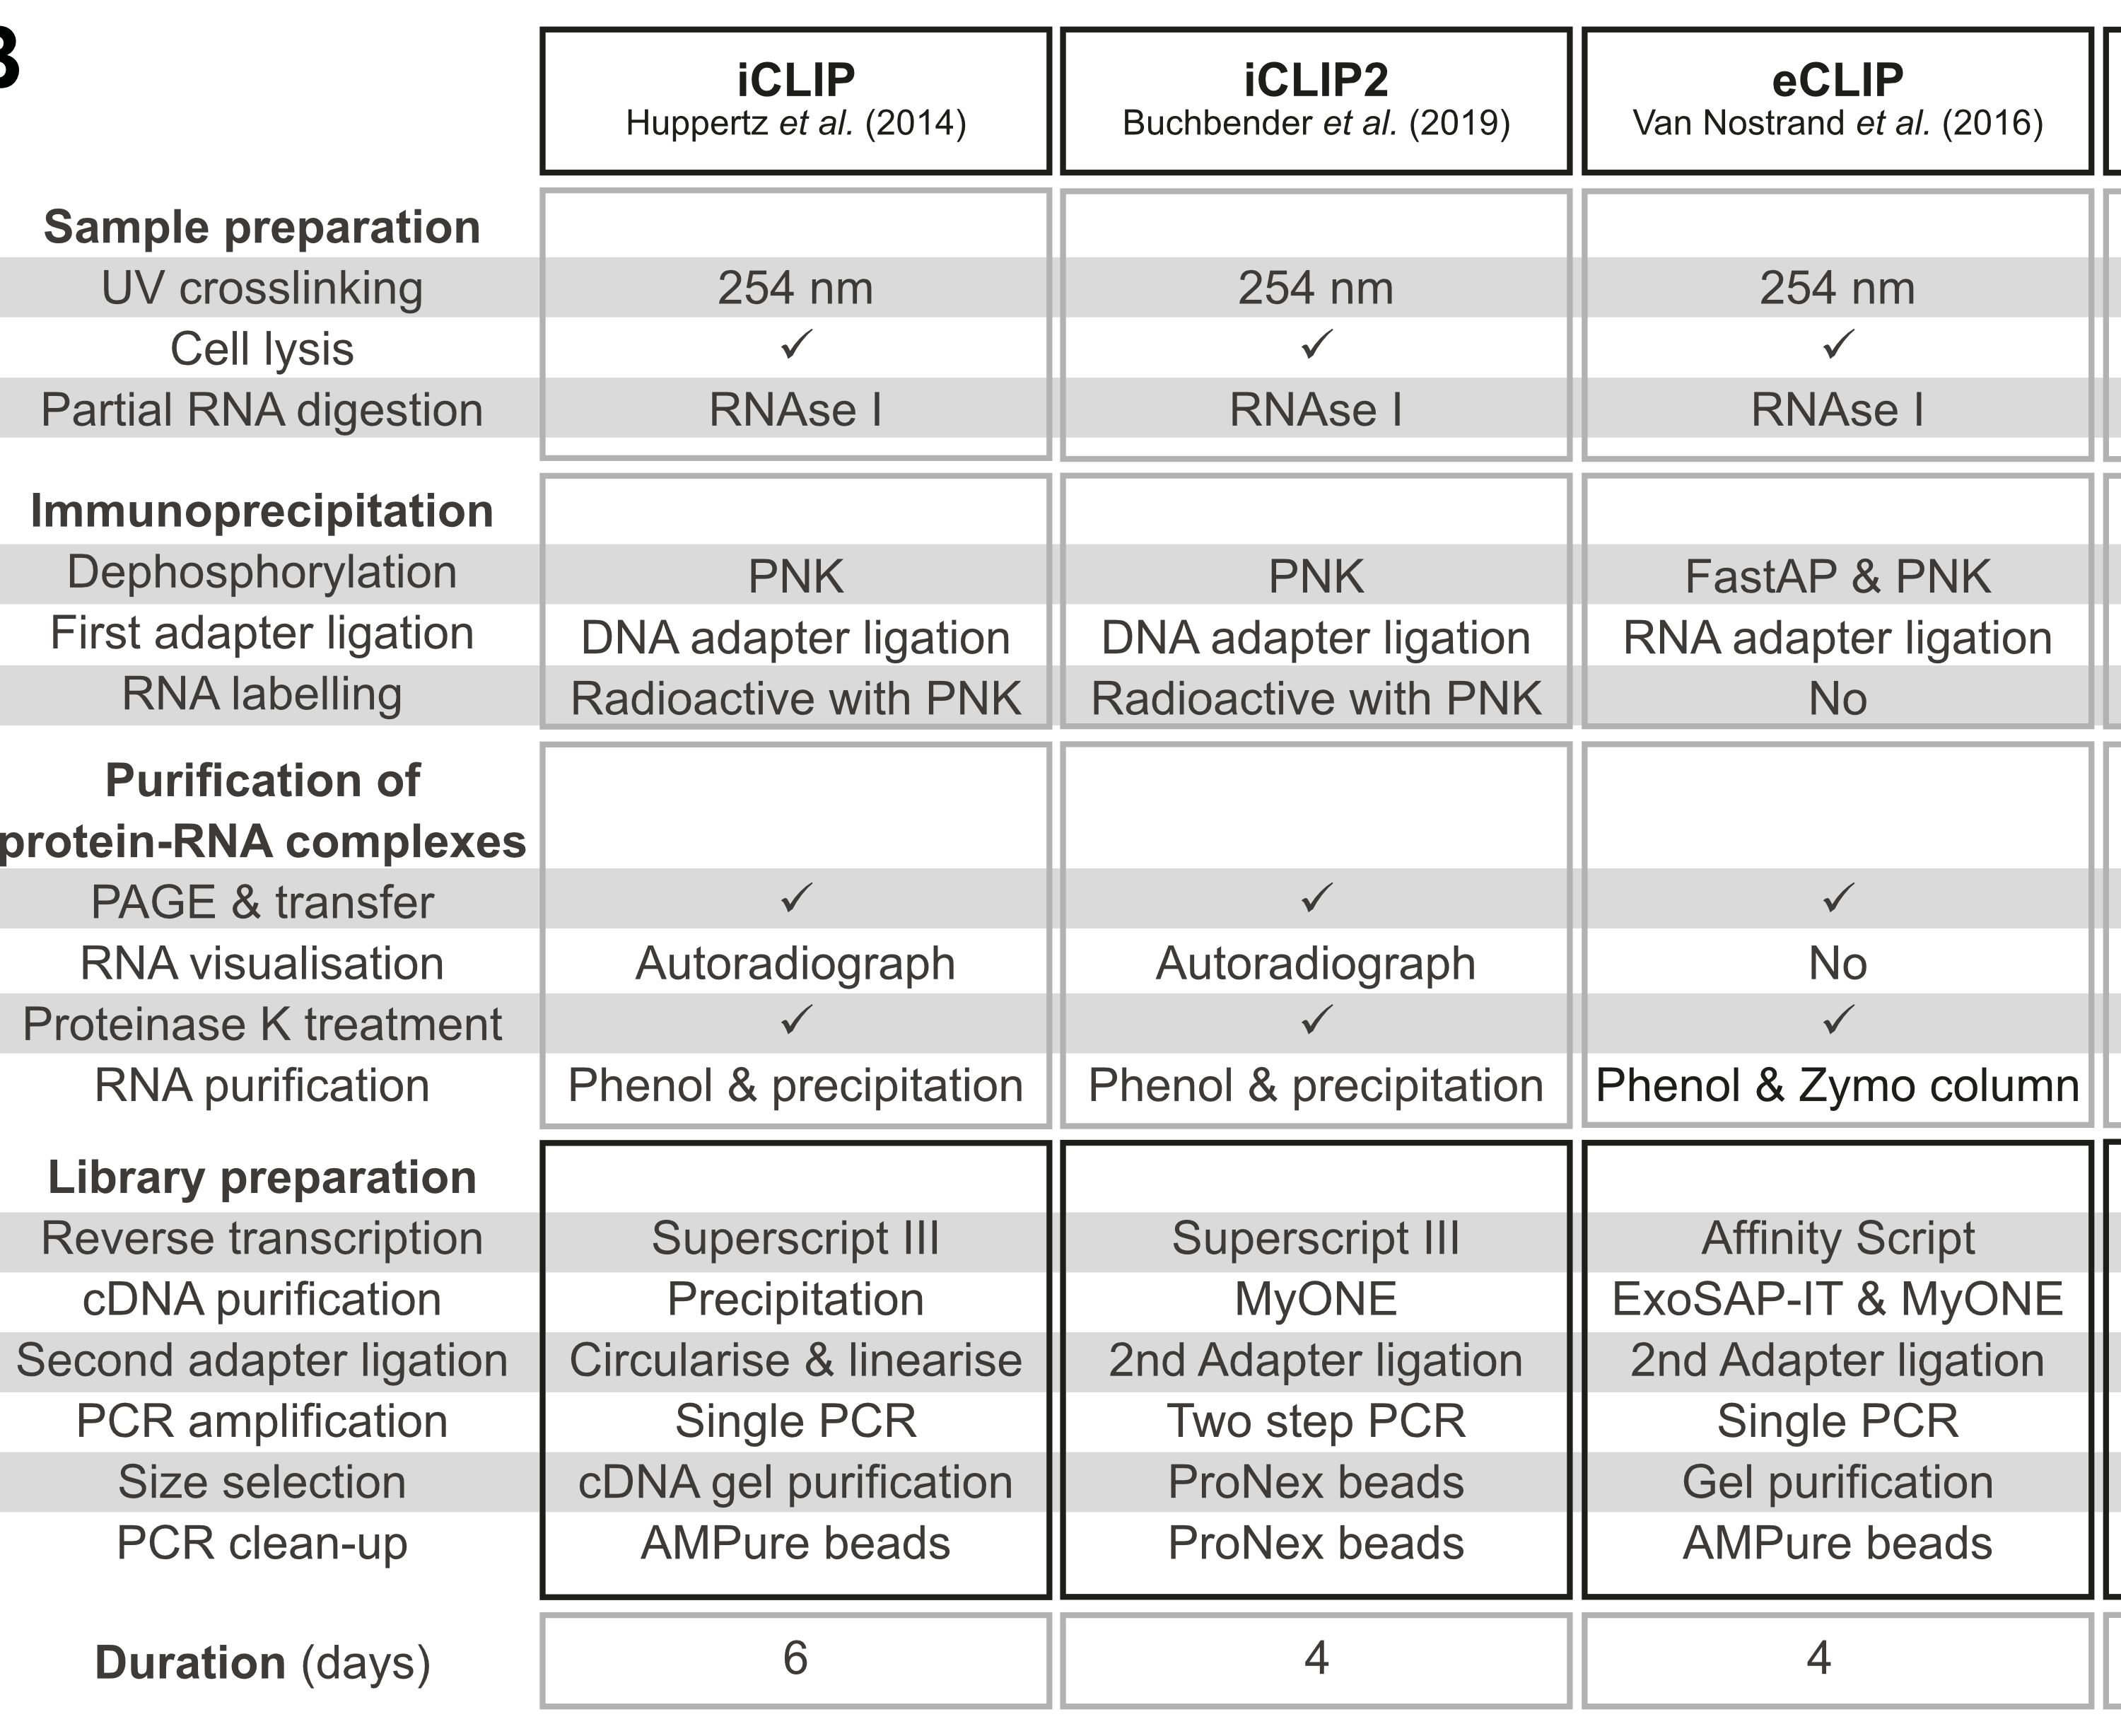 B
iCLIP iCLIP2 eCLIP
Huppertz et al. (2014) Buchbender et al. (2019) Van Nostrand et al. (2016)
Sample preparation
UV crosslinking 254 nm 254 nm 254 nm
Cell lysis ✓ ✓ ✓
Partial RNA digestion RNAse I RNAse I RNAse I
Immunoprecipitation
Dephosphorylation PNK PNK FastAP & PNK
First adapter ligation DNA adapter ligation DNA adapter ligation RNA adapter ligation
RNA labelling Radioactive with PNK Radioactive with PNK No
Purification of
protein-RNA complexes
PAGE & transfer ✓ ✓ ✓
RNA visualisation Autoradiograph Autoradiograph No
Proteinase K treatment ✓ ✓ ✓
RNA purification Phenol & precipitation Phenol & precipitation Phenol & Zymo column
Library preparation
Reverse transcription Superscript III Superscript III Affinity Script
cDNA purification Precipitation MyONE ExoSAP-IT & MyONE
Second adapter ligation Circularise & linearise 2nd Adapter ligation 2nd Adapter ligation
PCR amplification Single PCR Two step PCR Single PCR
Size selection cDNA gel purification ProNex beads Gel purification
PCR clean-up AMPure beads ProNex beads AMPure beads
Duration (days) 6 4 4